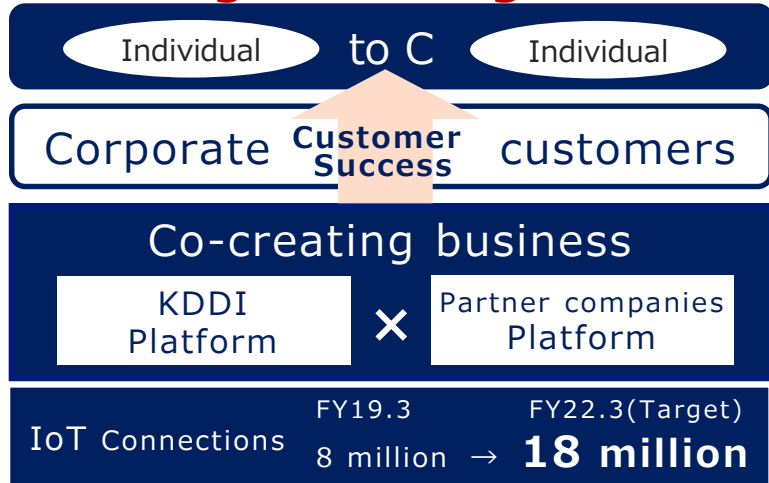 Individual to C Individual
Corporate Customer Success customers
Co-creating business
KDDI Platform × Partner companies Platform
FY19.3 FY22.3(Target)
IoT Connections 8 million → 18 million